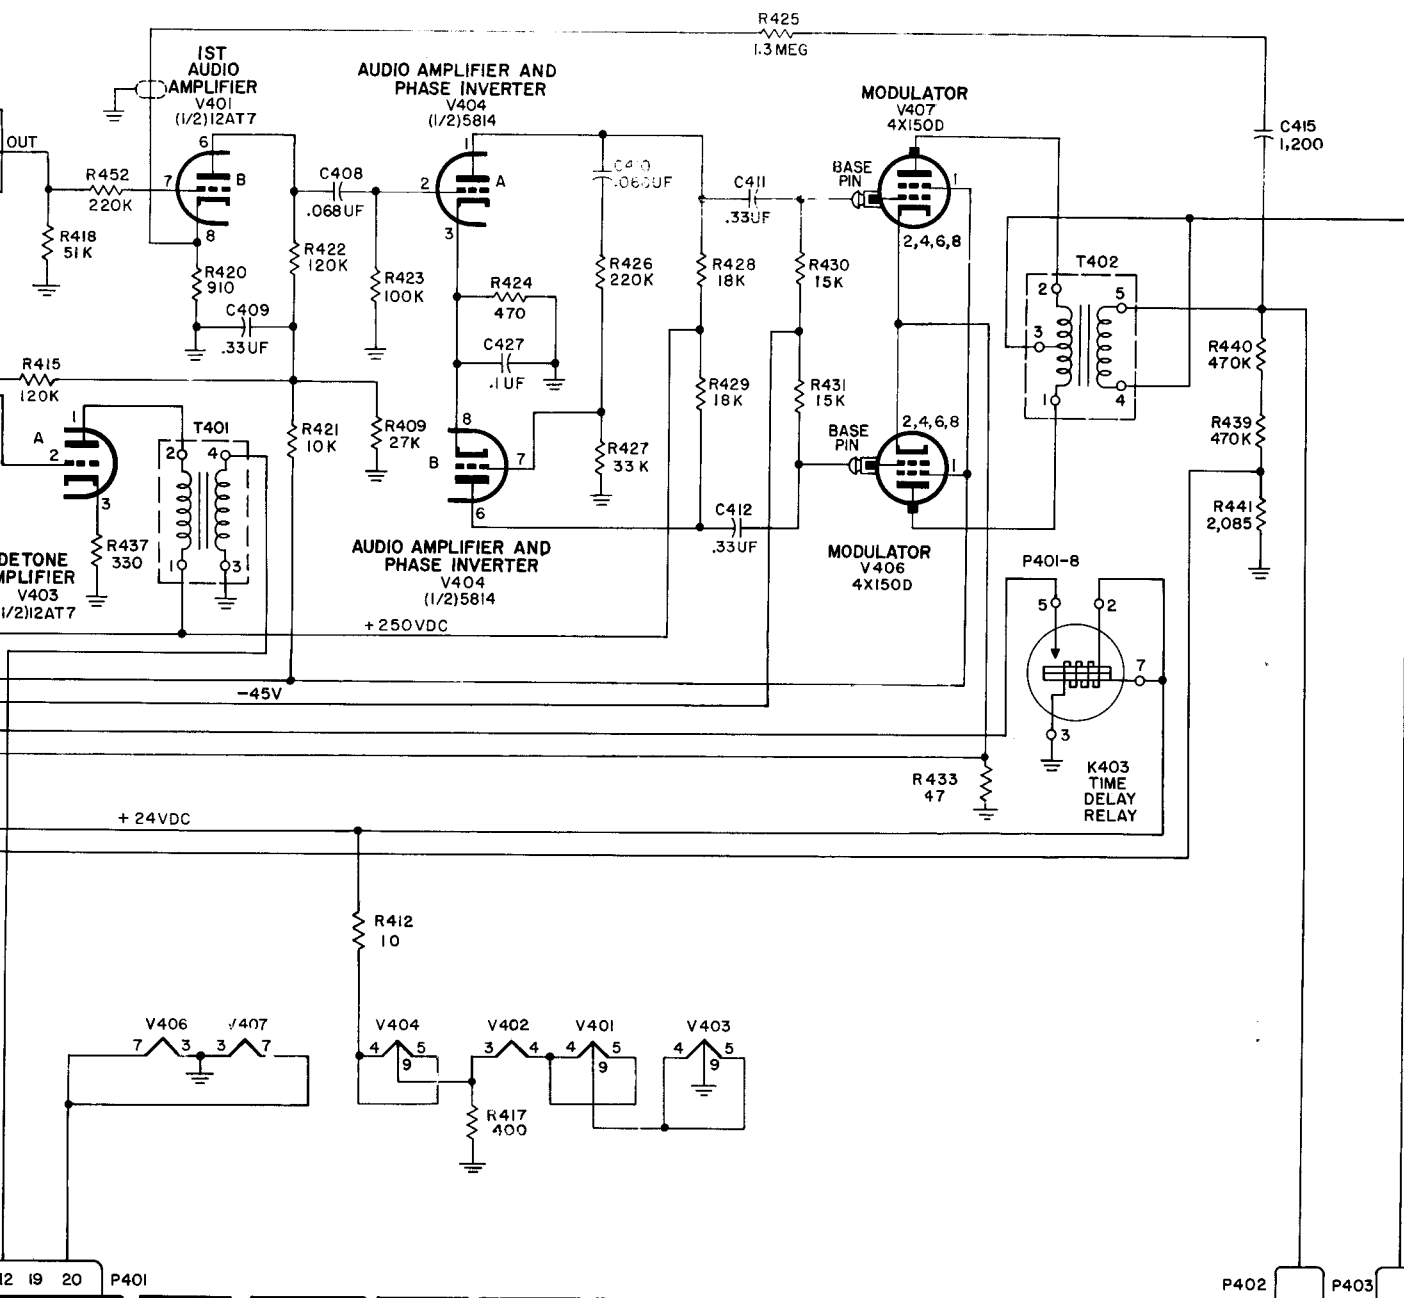 R425
1.3 MEG
1ST
AUDIO
AMPLIFIER
V401
(1/2)12AT7
AUDIO AMPLIFIER AND
PHASE INVERTER
V404
(1/2)5814
MODULATOR
V407
4X150D
C415
1,200
OUT
6
B
7
8
R452
220K
R418
51K
R420
910
C409
.33UF
R422
120K
C408
.068UF
R423
100K
1
2
A
3
R424
470
C427
.1UF
R426
220K
C411
.33UF
BASE
PIN
1
2,4,6,8
R428
18K
R430
15K
T402
2
5
3
1
4
R440
470K
R415
120K
R421
10K
R409
27K
R427
33K
R429
18K
R431
15K
R439
470K
R441
2,085
A
1
2
3
T401
2
4
1
3
R437
330
8
B
7
6
BASE
PIN
2,4,6,8
1
C412
.33UF
DETONE
MPLIFIER
V403
1/2)12AT7
AUDIO AMPLIFIER AND
PHASE INVERTER
V404
(1/2)5814
MODULATOR
V406
4X150D
P401-8
5
2
7
3
K403
TIME
DELAY
RELAY
+250VDC
-45V
R433
47
+24VDC
R412
10
V406
7
3
V407
3
7
V404
4
5
9
V402
3
4
V401
4
5
9
V403
4
5
9
R417
400
12 19 20 P401
P402
P403